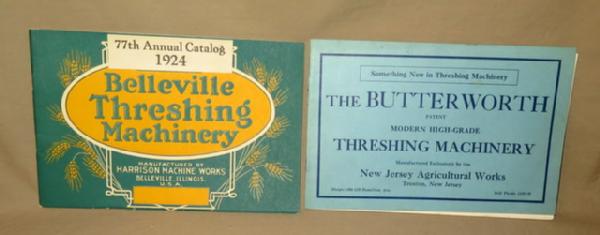 77th Annual Catalog
1924
Belleville
Threshing
Machinery
MANUFACTURED BY
HARRISON MACHINE WORKS
BELLEVILLE, ILLINOIS.
U.S.A.
Something New in Threshing Machinery
THE BUTTERWORTH
PATENT
MODERN HIGH-GRADE
THRESHING MACHINERY
Manufactured Exclusively for the
New Jersey Agricultural Works
Trenton, New Jersey